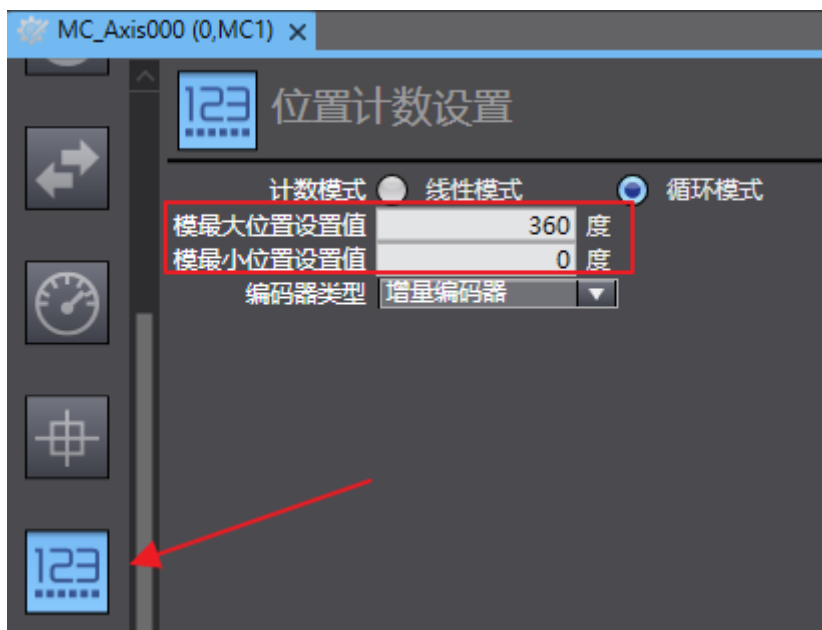 MC_Axis000 (0,MC1) ×
123 位置计数设置
计数模式 线性模式 循环模式
模最大位置设置值 360 度
模最小位置设置值 0 度
编码器类型 增量编码器
123